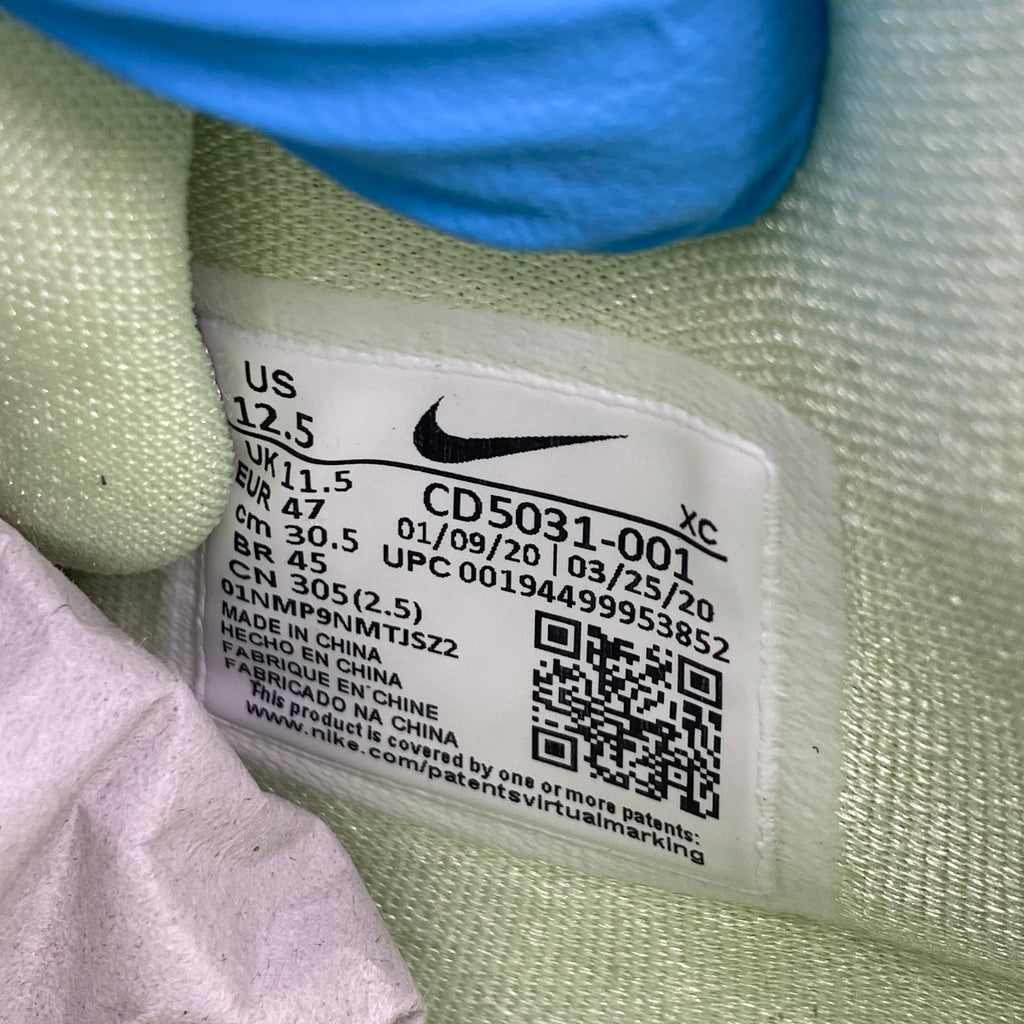 US
12.5
UK 11.5
EUR 47
cm 30.5
BR 45
CN 305(2.5)
01NMP9NMTJSZ2
MADE IN CHINA
HECHO EN CHINA
FABRIQUE EN CHINE
FABRICADO NA CHINA
This product is covered by one or more patents:
www.nike.com/patentsvirtualmarking
XC
CD5031-001
01/09/20 | 03/25/20
UPC 00194499953852